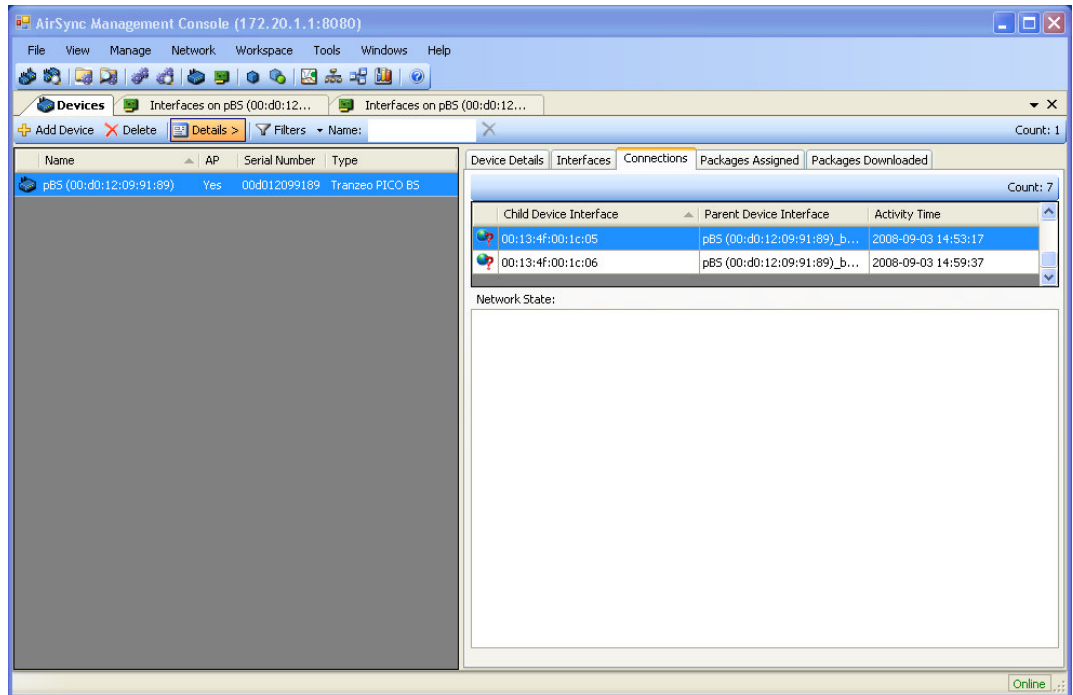 AirSync Management Console (172.20.1.1:8080)
File View Manage Network Workspace Tools Windows Help
Devices Interfaces on pBS (00:d0:12... Interfaces on pBS (00:d0:12...
Add Device Delete Details > Filters Name: Count: 1
Name AP Serial Number Type
pBS (00:d0:12:09:91:89) Yes 00d012099189 Tranzeo PICO BS
Device Details Interfaces Connections Packages Assigned Packages Downloaded
Count: 7
Child Device Interface Parent Device Interface Activity Time
00:13:4f:00:1c:05 pBS (00:d0:12:09:91:89)_b... 2008-09-03 14:53:17
00:13:4f:00:1c:06 pBS (00:d0:12:09:91:89)_b... 2008-09-03 14:59:37
Network State:
Online